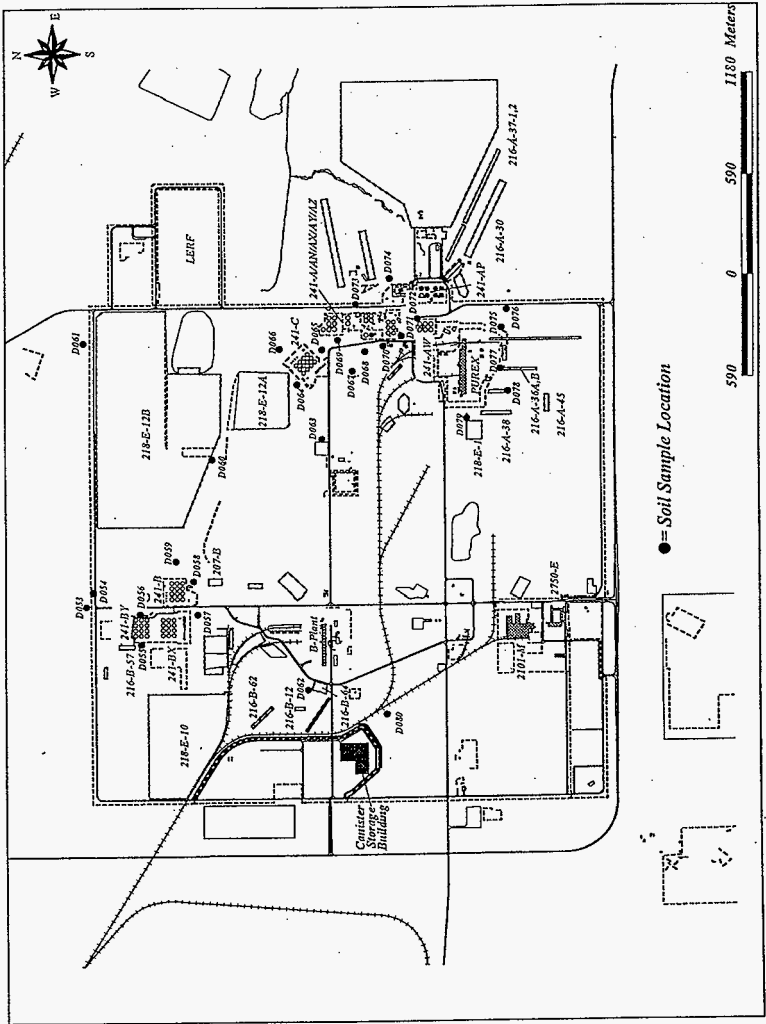 N
E
S
W
1180 Meters
590
0
590
● = Soil Sample Location
LERF
D061
218-E-12B
D060
D066
241-C
D065
D064
218-E-12A
D063
241-A/AN/AX/AY/AZ
D073
D074
D072
D071
D070
D069
D068
D067
241-AW
241-AP
216-A-37-1,2
216-A-30
D075
D076
D077
D078
D079
PUREX
218-E-1
216-A-38
216-A-36A,B
216-A-45
D053
D054
241-BY
D056
241-B
D059
D058
207-B
216-B-57
D055
241-BX
D057
B-Plant
218-E-10
216-B-62
216-B-12
D062
216-B-64
D080
Canister
Storage
Building
2101-M
2750-E